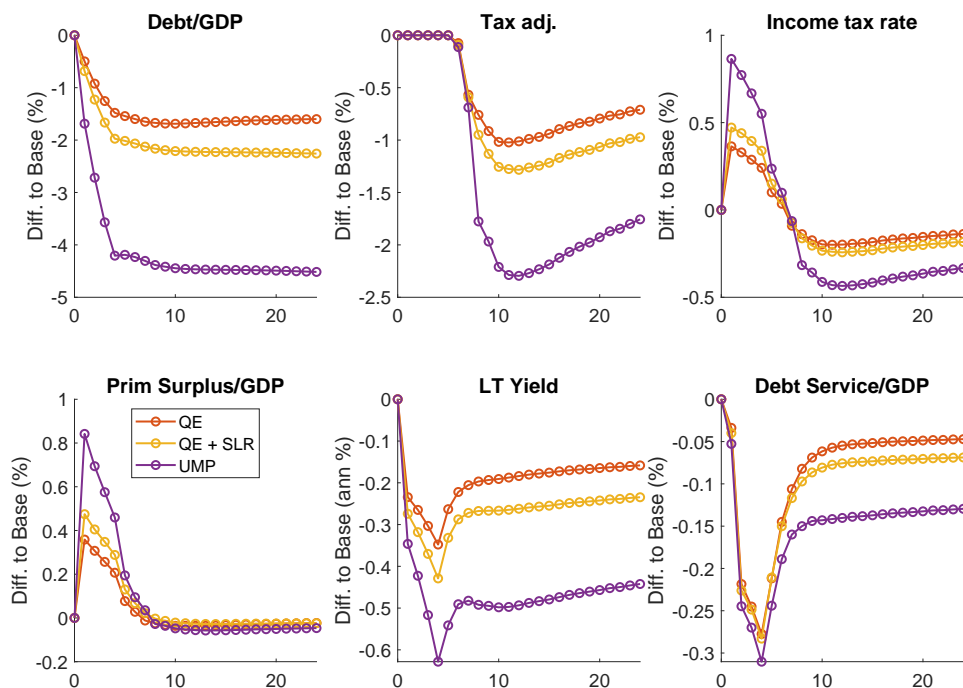 Debt/GDP
Diff. to Base (%)
0
-1
-2
-3
-4
-5
0 10 20
Tax adj.
Diff. to Base (%)
0
-0.5
-1.0
-1.5
-2
-2.5
0 10 20
Income tax rate
Diff. to Base (%)
1
0.5
0
-0.5
0 10 20
Prim Surplus/GDP
Diff. to Base (%)
1
0.8
0.6
0.4
0.2
0
-0.2
0 10 20
QE
QE + SLR
UMP
LT Yield
Diff. to Base (ann %)
0
-0.1
-0.2
-0.3
-0.4
-0.5
-0.6
0 10 20
Debt Service/GDP
Diff. to Base (%)
0
-0.05
-0.10
-0.15
-0.20
-0.25
-0.3
0 10 20